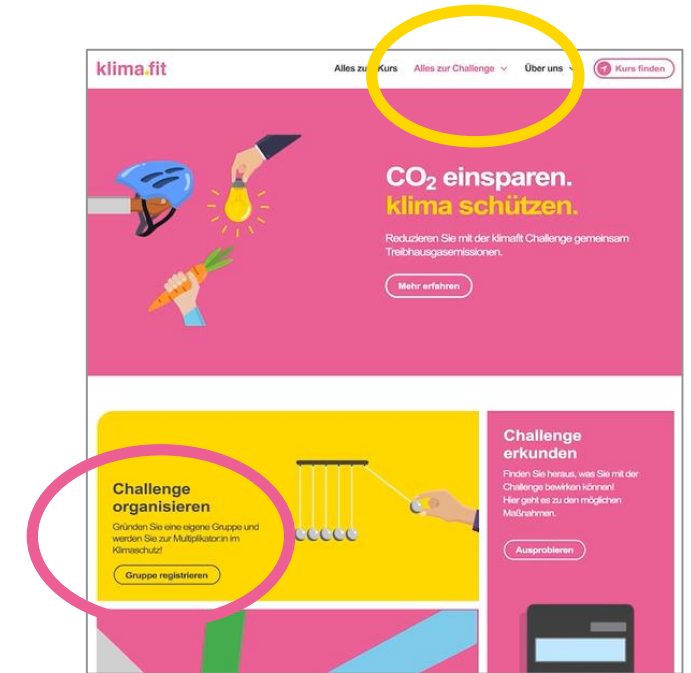 klima.fit
Alles zum Kurs Alles zur Challenge Über uns Kurs finden
CO₂ einsparen.
klima schützen.
Reduzieren Sie mit der klimafit Challenge gemeinsam
Treibhausgasemissionen.
Mehr erfahren
Challenge
organisieren
Gründen Sie eine eigene Gruppe und
werden Sie zur Multiplikator:in im
Klimaschutz!
Gruppe registrieren
Challenge
erkunden
Finden Sie heraus, was Sie mit der
Challenge bewirken können!
Hier geht es zu den möglichen
Maßnahmen.
Ausprobieren